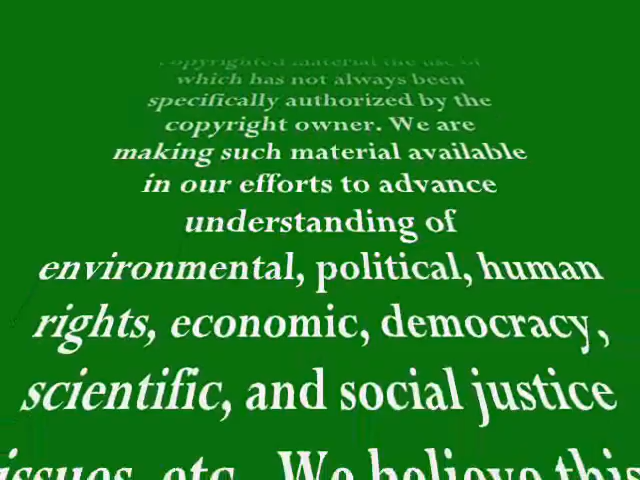 copyrighted material the use of
which has not always been
specifically authorized by the
copyright owner. We are
making such material available
in our efforts to advance
understanding of
environmental, political, human
rights, economic, democracy,
scientific, and social justice
issues, etc. We believe this